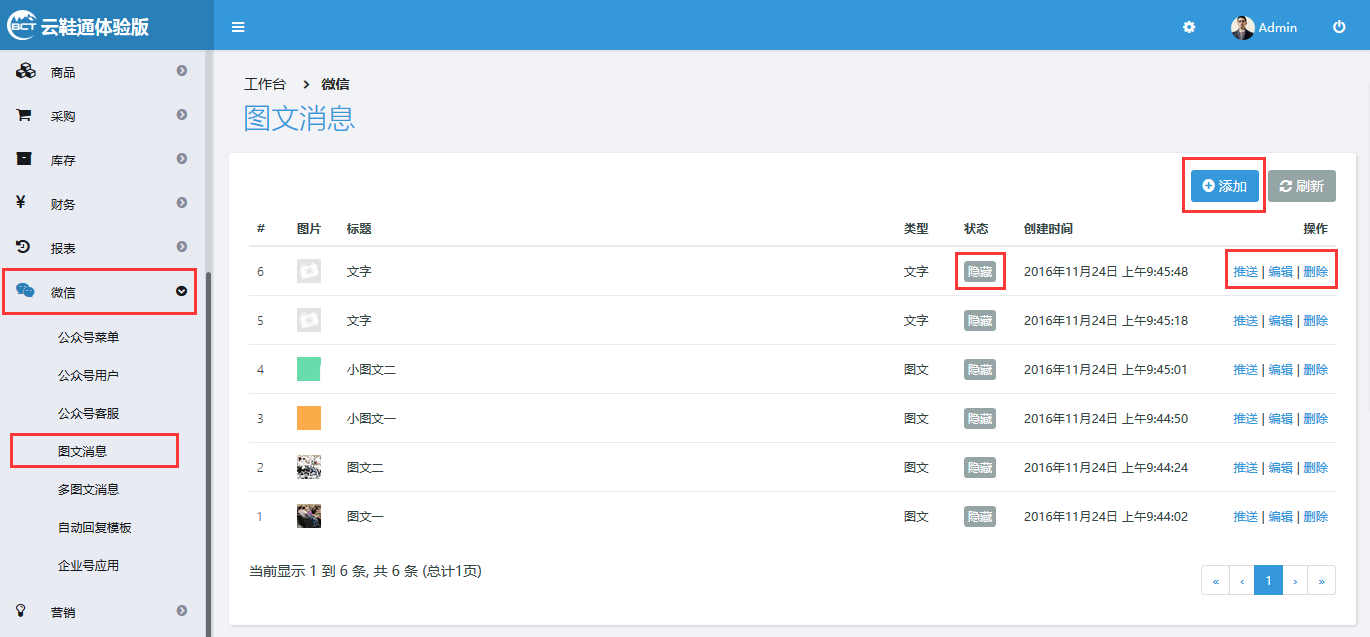 BCT 云鞋通体验版
Admin
商品
采购
库存
财务
报表
微信
公众号菜单
公众号用户
公众号客服
图文消息
多图文消息
自动回复模板
企业号应用
营销
工作台 > 微信
图文消息
添加 刷新
# 图片 标题 类型 状态 创建时间 操作
6 文字 文字 隐藏 2016年11月24日 上午9:45:48 推送 | 编辑 | 删除
5 文字 文字 隐藏 2016年11月24日 上午9:45:18 推送 | 编辑 | 删除
4 小图文二 图文 隐藏 2016年11月24日 上午9:45:01 推送 | 编辑 | 删除
3 小图文一 图文 隐藏 2016年11月24日 上午9:44:50 推送 | 编辑 | 删除
2 图文二 图文 隐藏 2016年11月24日 上午9:44:24 推送 | 编辑 | 删除
1 图文一 图文 隐藏 2016年11月24日 上午9:44:02 推送 | 编辑 | 删除
当前显示 1 到 6 条, 共 6 条 (总计1页)
« ‹ 1 › »